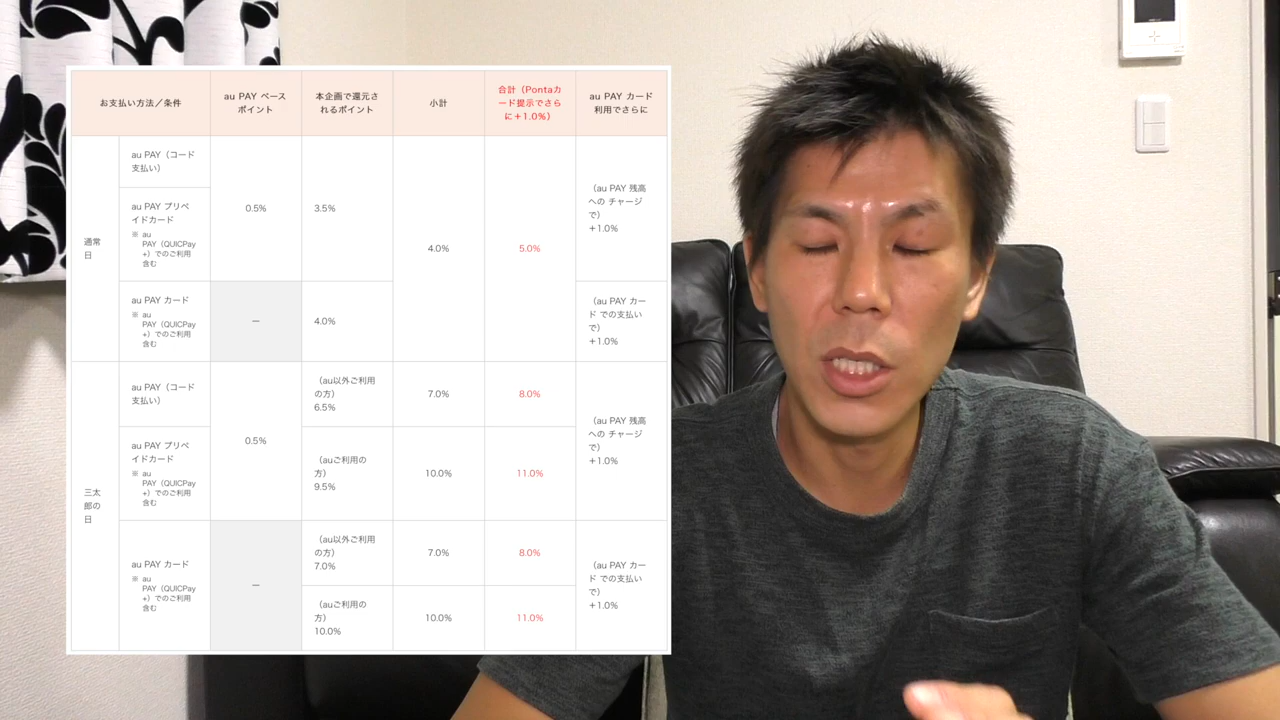 お支払い方法／条件
au PAY ベース
ポイント
本企画で還元さ
れるポイント
小計
合計（Pontaカ
ード提示でさら
に＋1.0%）
au PAY カード
利用でさらに
通常
日
au PAY（コード
支払い）
0.5%
3.5%
4.0%
5.0%
（au PAY 残高
への チャージ
で）
＋1.0%
au PAY プリペ
イドカード
※ au
PAY（QUICPay
+）でのご利用
含む
au PAY カード
※ au
PAY（QUICPay
+）でのご利用
含む
—
4.0%
（au PAY カー
ド での支払い
で）
＋1.0%
三太
郎の
日
au PAY（コード
支払い）
0.5%
（au以外ご利用
の方）
6.5%
7.0%
8.0%
（au PAY 残高
への チャージ
で）
＋1.0%
au PAY プリペ
イドカード
※ au
PAY（QUICPay
+）でのご利用
含む
（auご利用の
方）
9.5%
10.0%
11.0%
au PAY カード
※ au
PAY（QUICPay
+）でのご利用
含む
—
（au以外ご利用
の方）
7.0%
7.0%
8.0%
（au PAY カー
ド での支払い
で）
＋1.0%
（auご利用の
方）
10.0%
10.0%
11.0%